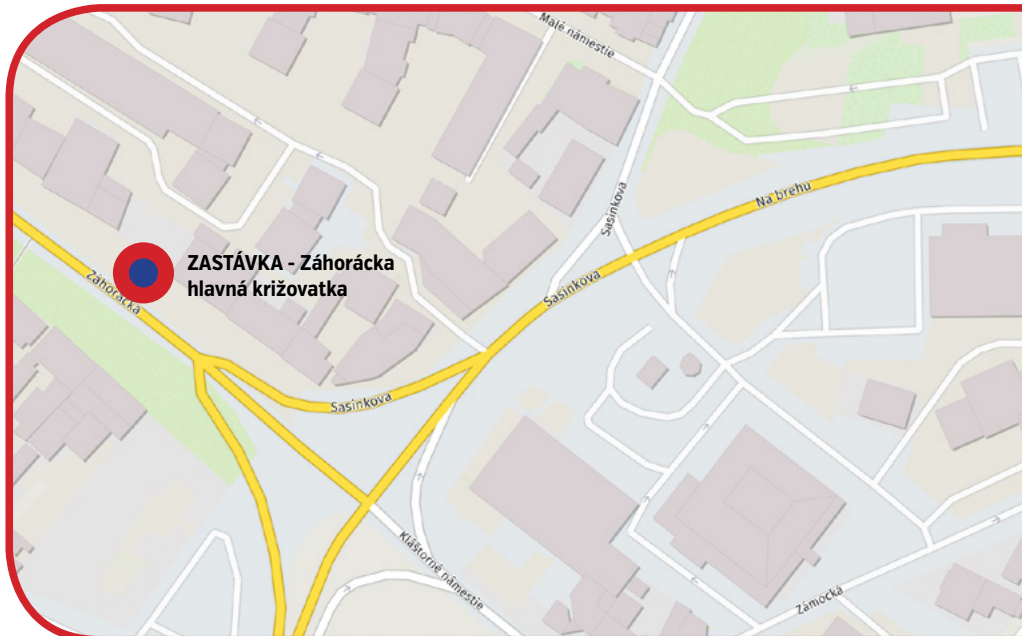 Malé námestie
Sasinkova
Na brehu
ZASTÁVKA - Záhorácka
hlavná križovatka
Záhorácka
Sasinkova
Sasinkova
Kláštorné námestie
Zámocká